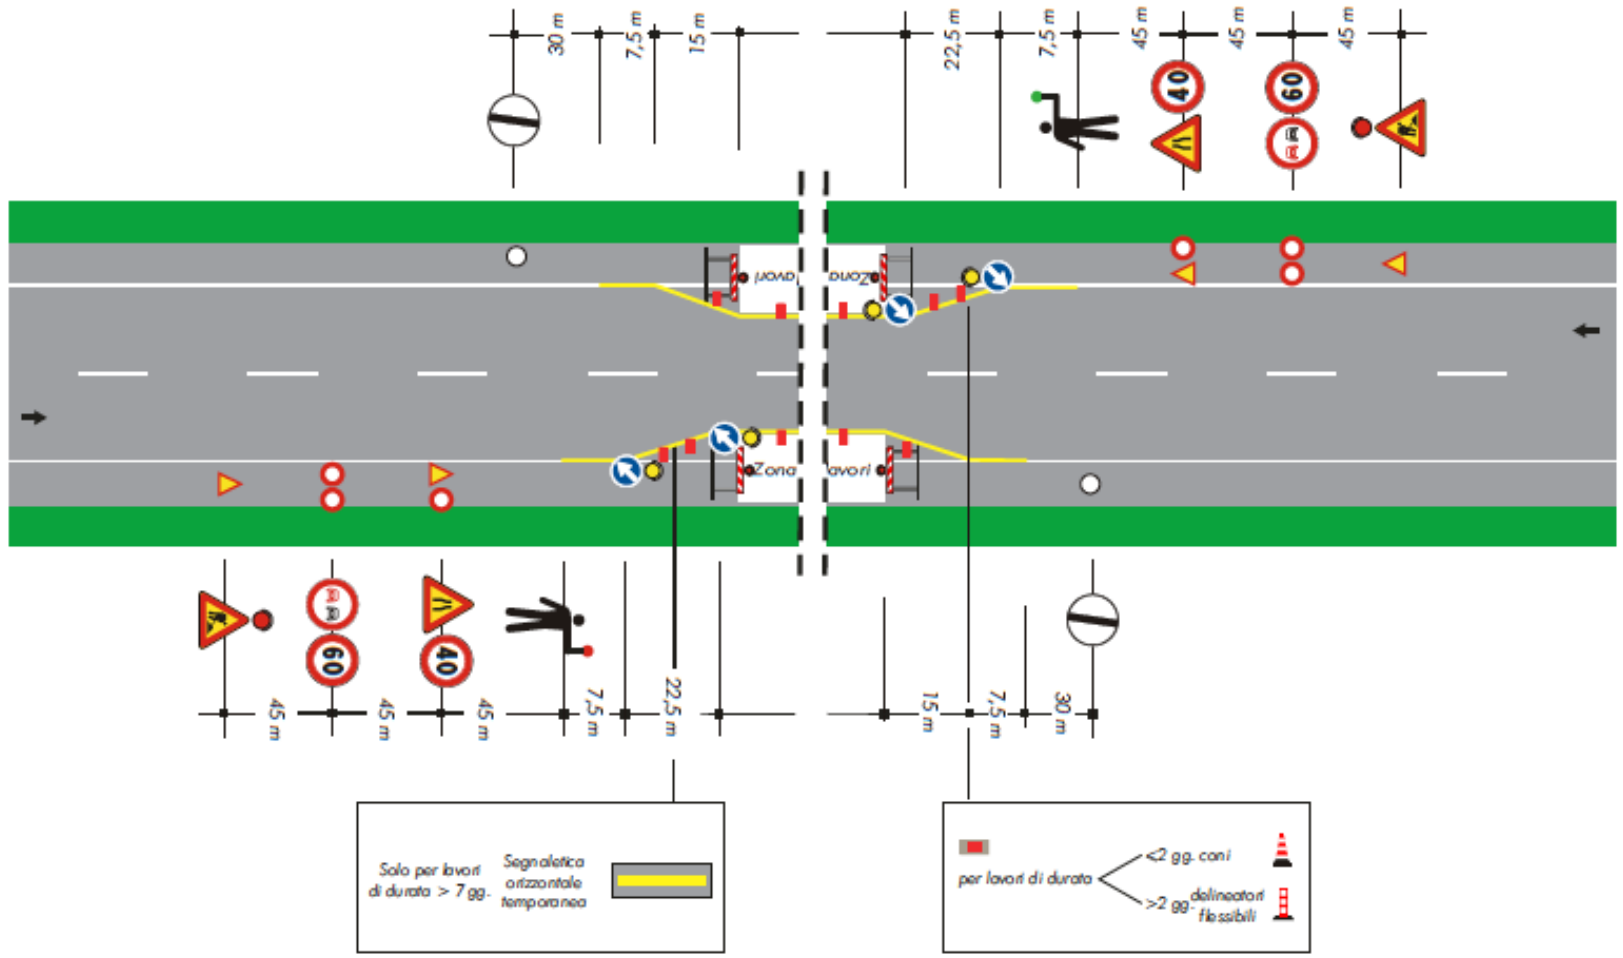 30 m
7,5 m
15 m
22,5 m
7,5 m
45 m
45 m
45 m
40
60
Zona
avori
Zona
avori
60
40
45 m
45 m
45 m
7,5 m
22,5 m
15 m
7,5 m
30 m
Solo per lavori
di durata > 7 gg.
Segnaletica
orizzontale
temporanea
per lavori di durata
<2 gg. coni
>2 gg. delineatori
flessibili